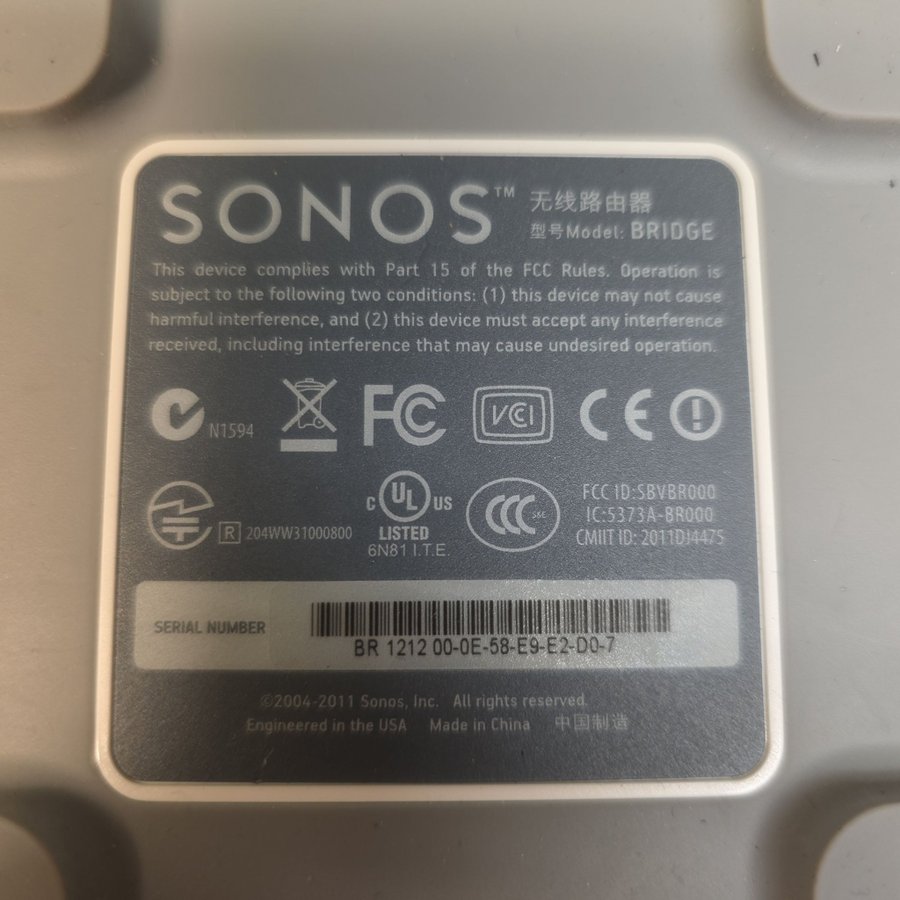 SONOS™ 无线路由器
型号Model: BRIDGE
This device complies with Part 15 of the FCC Rules. Operation is
subject to the following two conditions: (1) this device may not cause
harmful interference, and (2) this device must accept any interference
received, including interference that may cause undesired operation.
N1594 FC VCI CE
R 204WW31000800
C UL US
LISTED
6N81 I.T.E.
CCC S&E
FCC ID:SBVBR000
IC:5373A-BR000
CMIIT ID: 2011DJ4475
SERIAL NUMBER
BR 1212 00-0E-58-E9-E2-D0-7
©2004-2011 Sonos, Inc. All rights reserved.
Engineered in the USA Made in China 中国制造